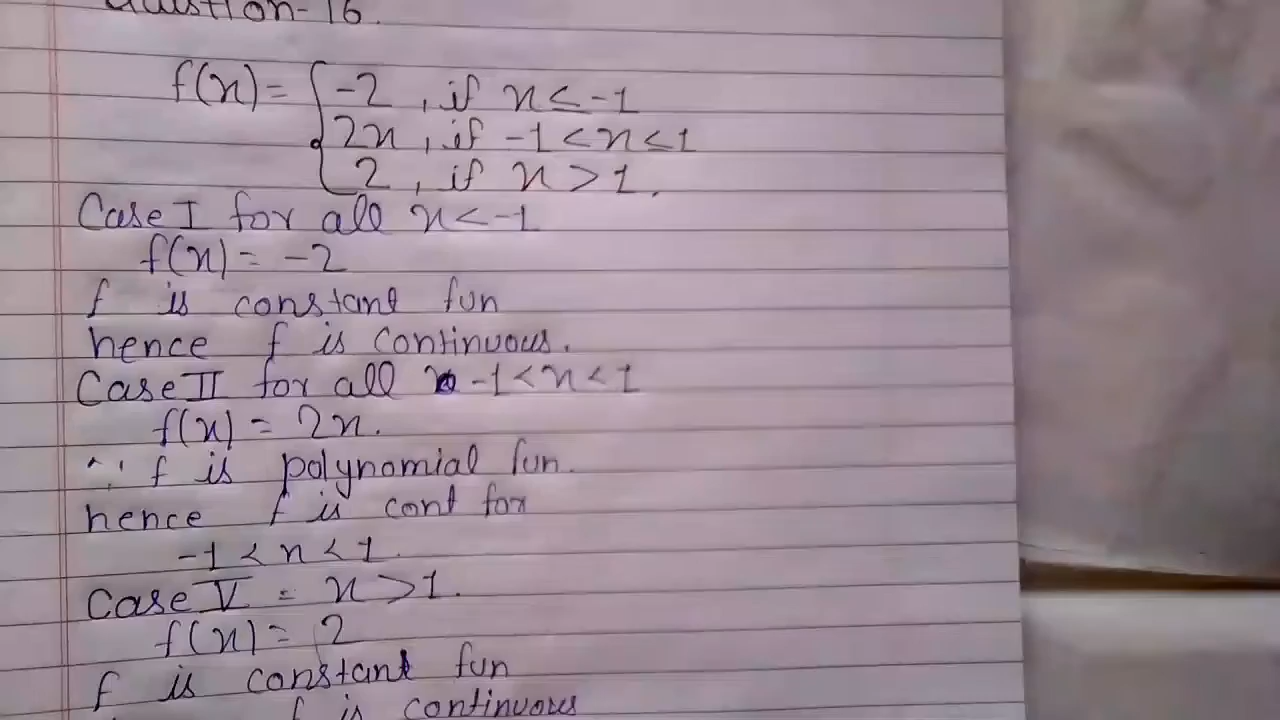 Question-16.
f(x) = { -2 , if x ≤ -1
2x , if -1 < x < 1
2 , if x > 1.
Case I for all x < -1
f(x) = -2
f is constant fun
hence f is continuous.
Case II for all -1 < x < 1
f(x) = 2x.
∵ f is polynomial fun.
hence f is cont for
-1 < x < 1.
Case V = x > 1.
f(x) = 2
f is constant fun
f is continuous